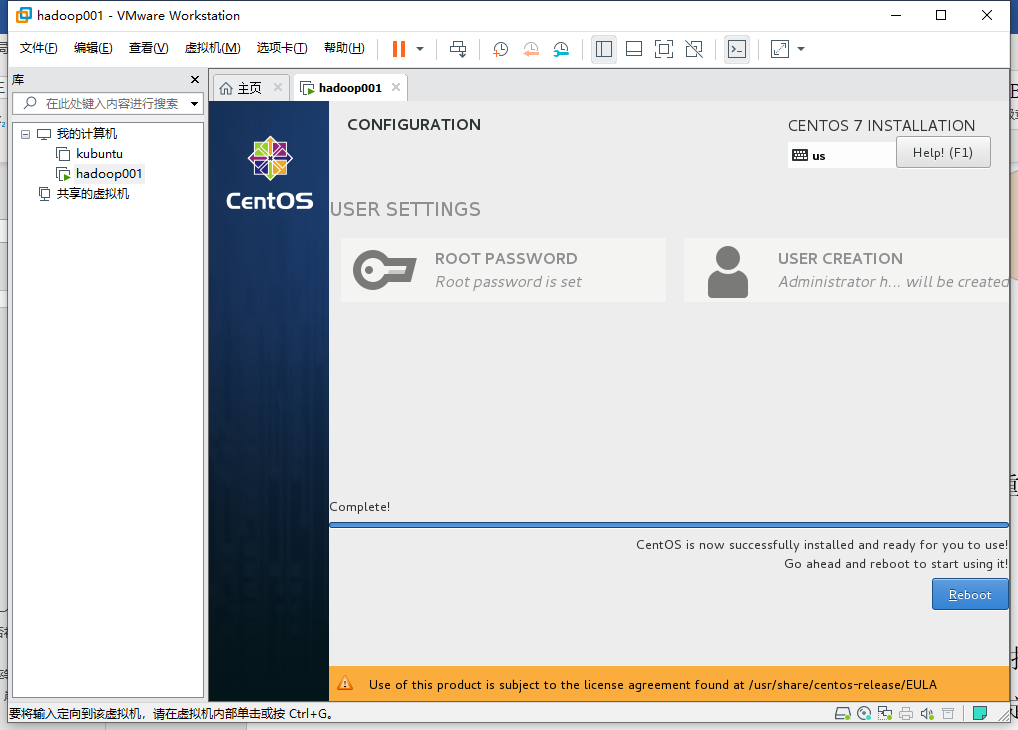 hadoop001 - VMware Workstation
文件(F) 编辑(E) 查看(V) 虚拟机(M) 选项卡(T) 帮助(H)
库
在此处键入内容进行搜索
我的计算机
kubuntu
hadoop001
共享的虚拟机
主页
hadoop001
CentOS
CONFIGURATION
CENTOS 7 INSTALLATION
us
Help! (F1)
USER SETTINGS
ROOT PASSWORD
Root password is set
USER CREATION
Administrator h... will be created
Complete!
CentOS is now successfully installed and ready for you to use!
Go ahead and reboot to start using it!
Reboot
Use of this product is subject to the license agreement found at /usr/share/centos-release/EULA
要将输入定向到该虚拟机，请在虚拟机内部单击或按 Ctrl+G。